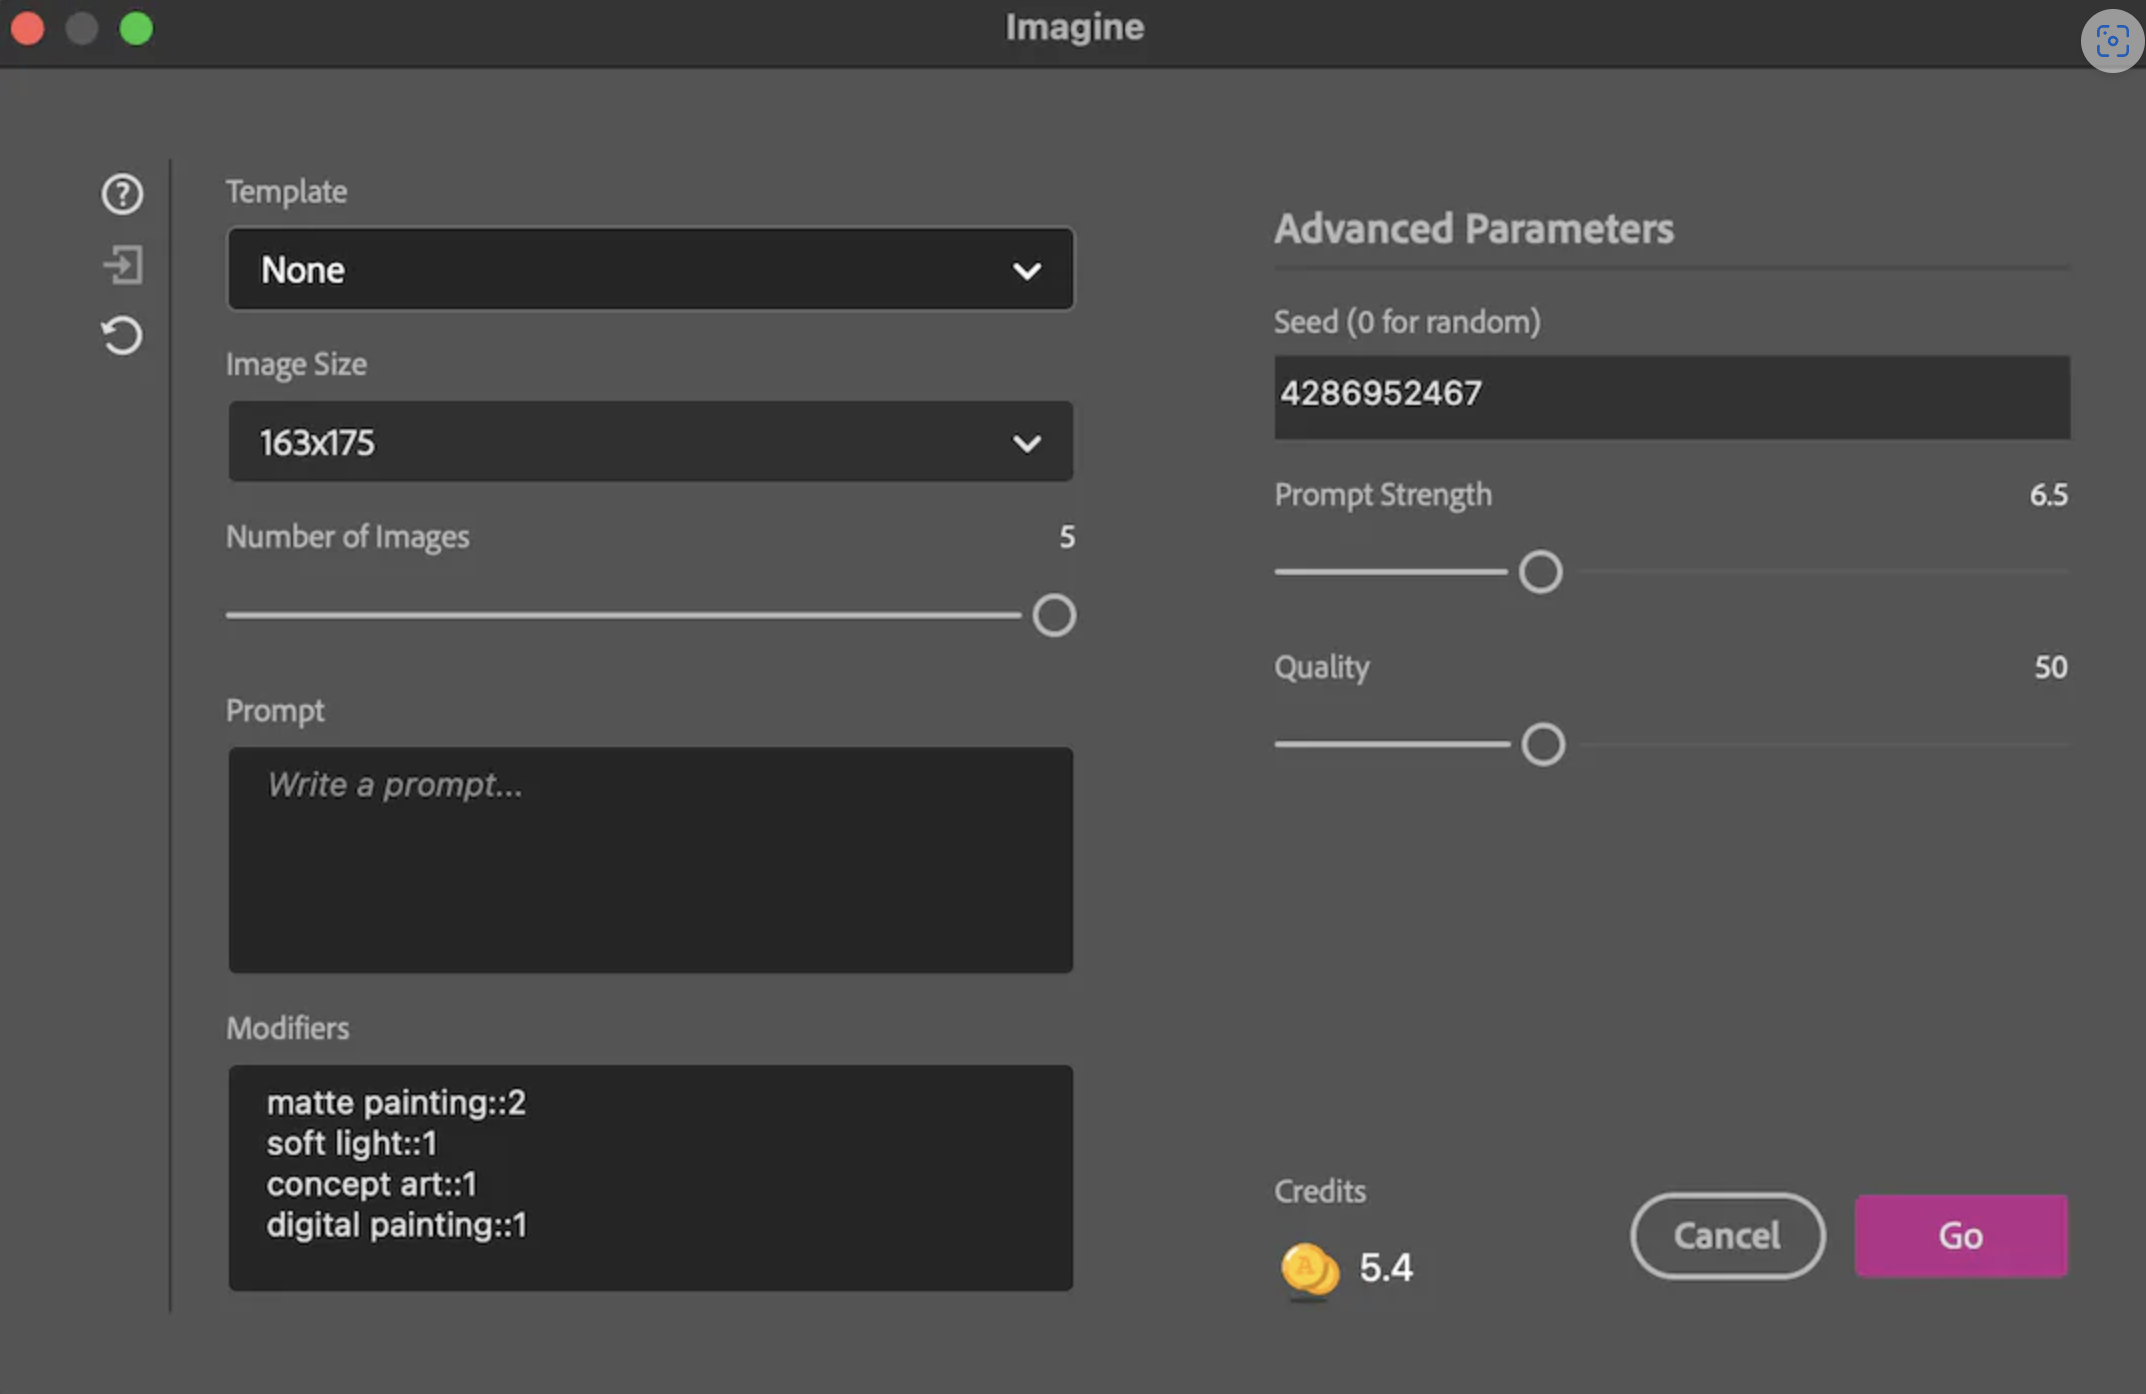 Imagine
Template
None
Image Size
163x175
Number of Images
5
Prompt
Write a prompt...
Modifiers
matte painting::2
soft light::1
concept art::1
digital painting::1
Advanced Parameters
Seed (0 for random)
4286952467
Prompt Strength
6.5
Quality
50
Credits
A
5.4
Cancel
Go